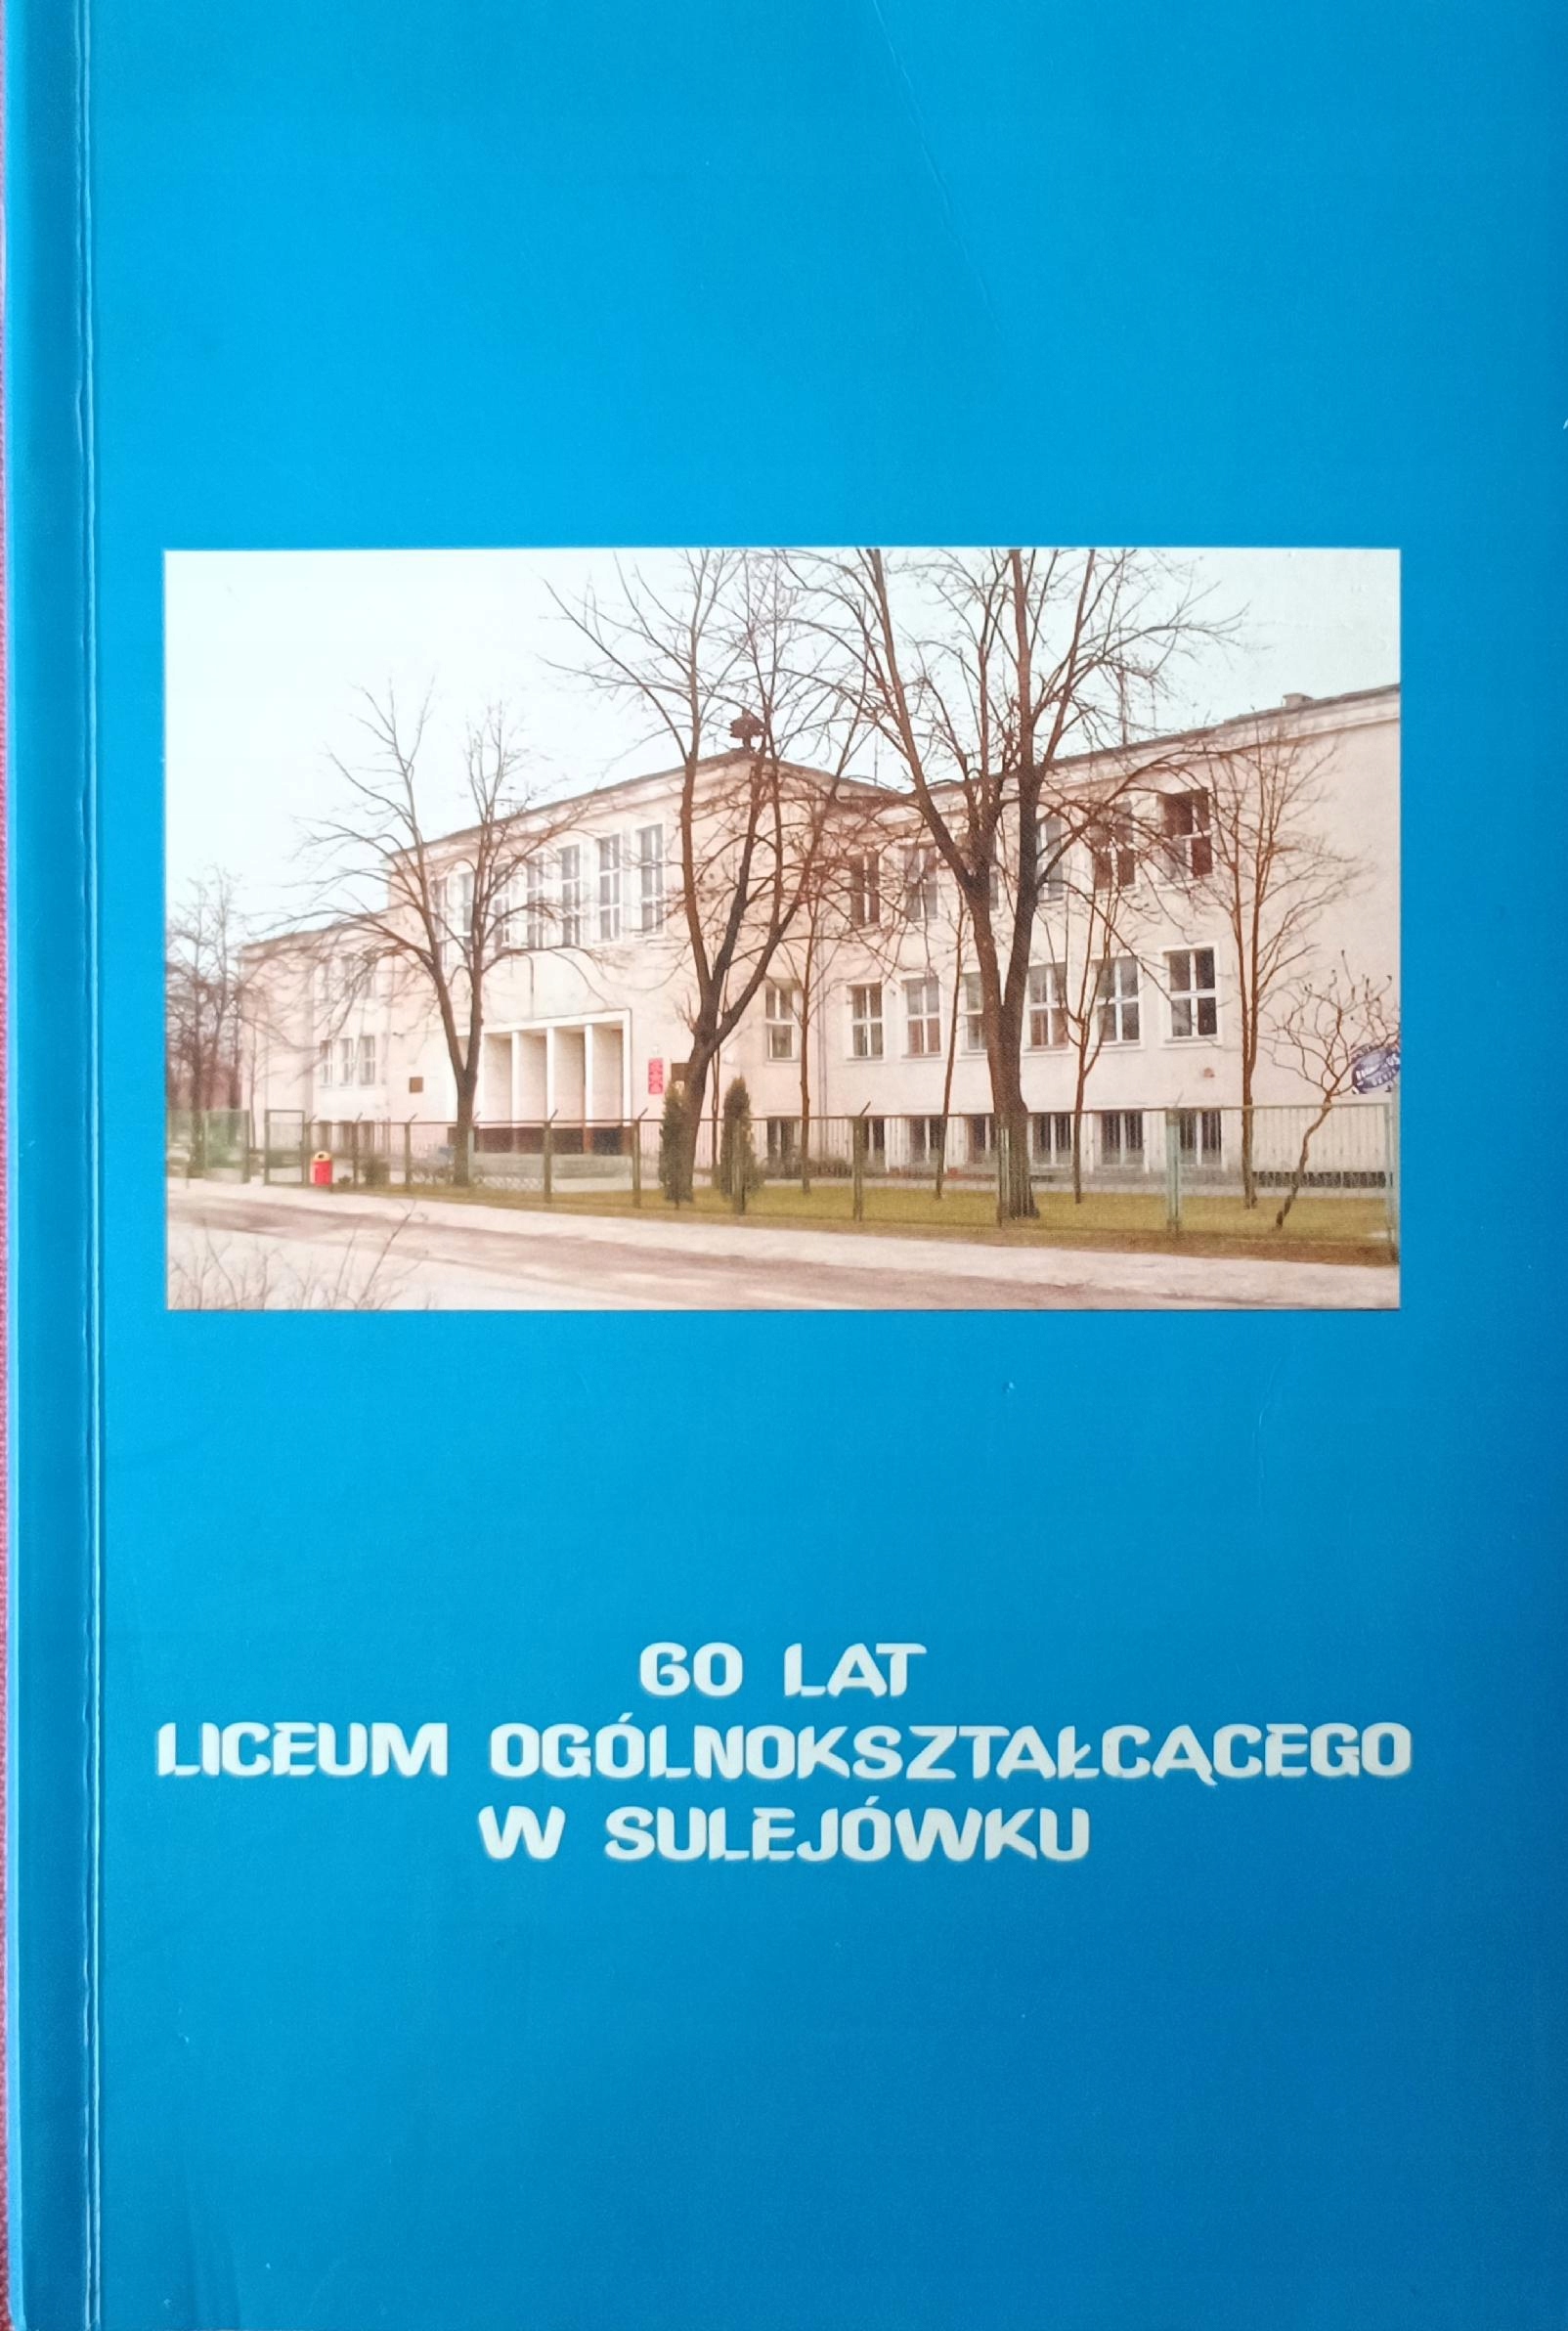 60 LAT
LICEUM OGÓLNOKSZTAŁCĄCEGO
W SULEJÓWKU